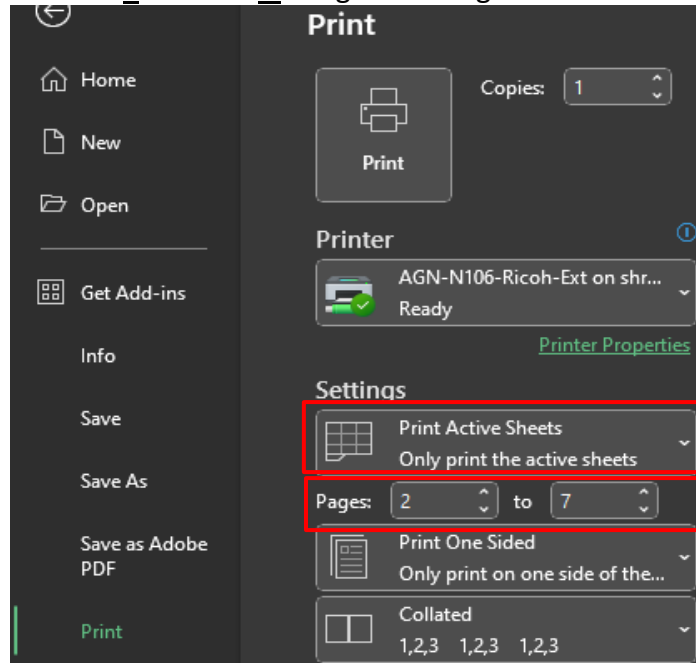 Print
Home
New
Open
Get Add-ins
Info
Save
Save As
Save as Adobe
PDF
Print
Copies: 1
Print
Printer
AGN-N106-Ricoh-Ext on shr...
Ready
Printer Properties
Settings
Print Active Sheets
Only print the active sheets
Pages: 2 to 7
Print One Sided
Only print on one side of the...
Collated
1,2,3 1,2,3 1,2,3